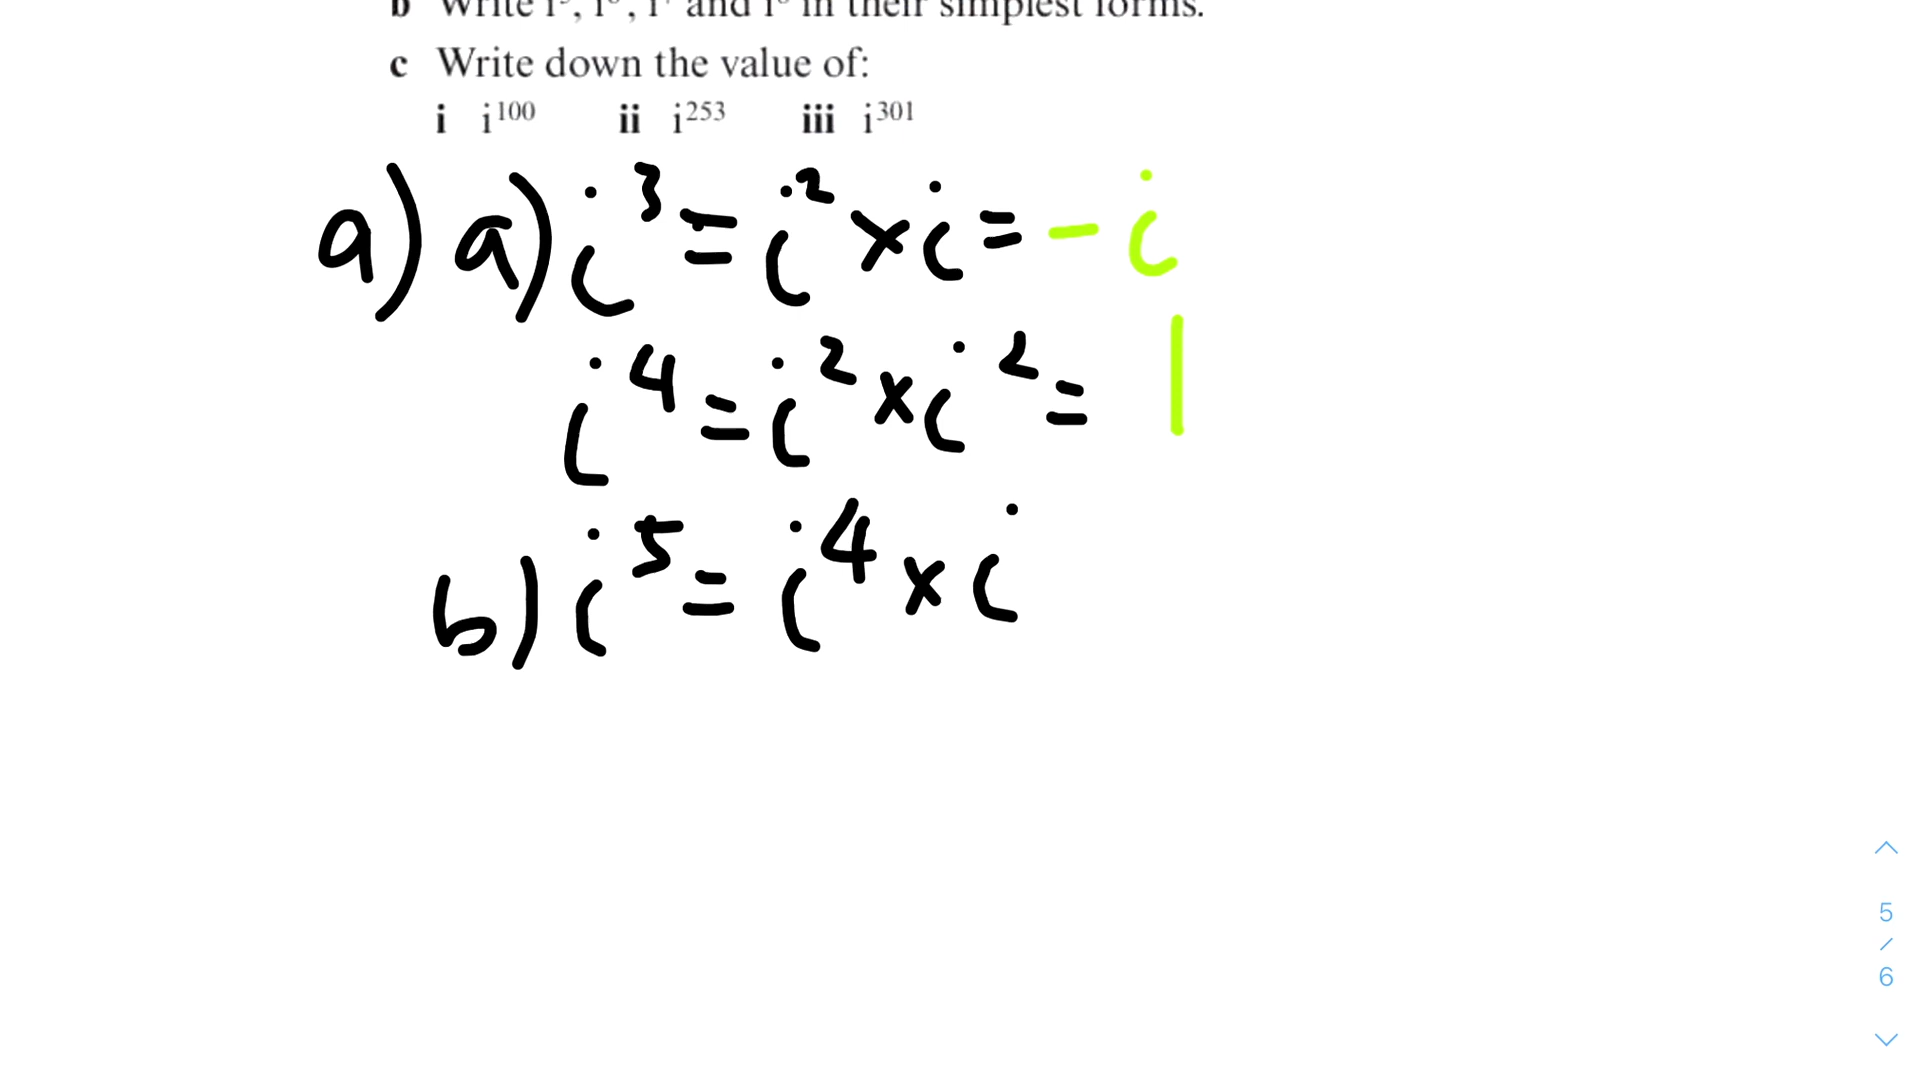 b Write i⁵, i⁶, i⁷ and i⁸ in their simplest forms.
c Write down the value of:
i i¹⁰⁰ ii i²⁵³ iii i³⁰¹
a) a) i³ = i² × i = - i
i⁴ = i² × i² = 1
b) i⁵ = i⁴ × i
5
/
6